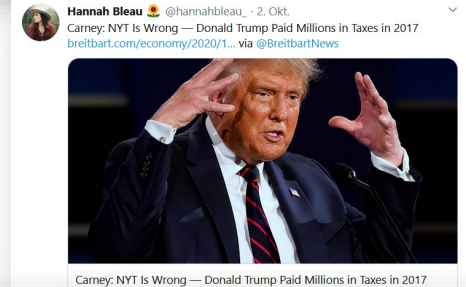 Hannah Bleau 🌻 @hannahbleau_ · 2. Okt.
Carney: NYT Is Wrong — Donald Trump Paid Millions in Taxes in 2017
breitbart.com/economy/2020/1... via @BreitbartNews
Carney: NYT Is Wrong — Donald Trump Paid Millions in Taxes in 2017